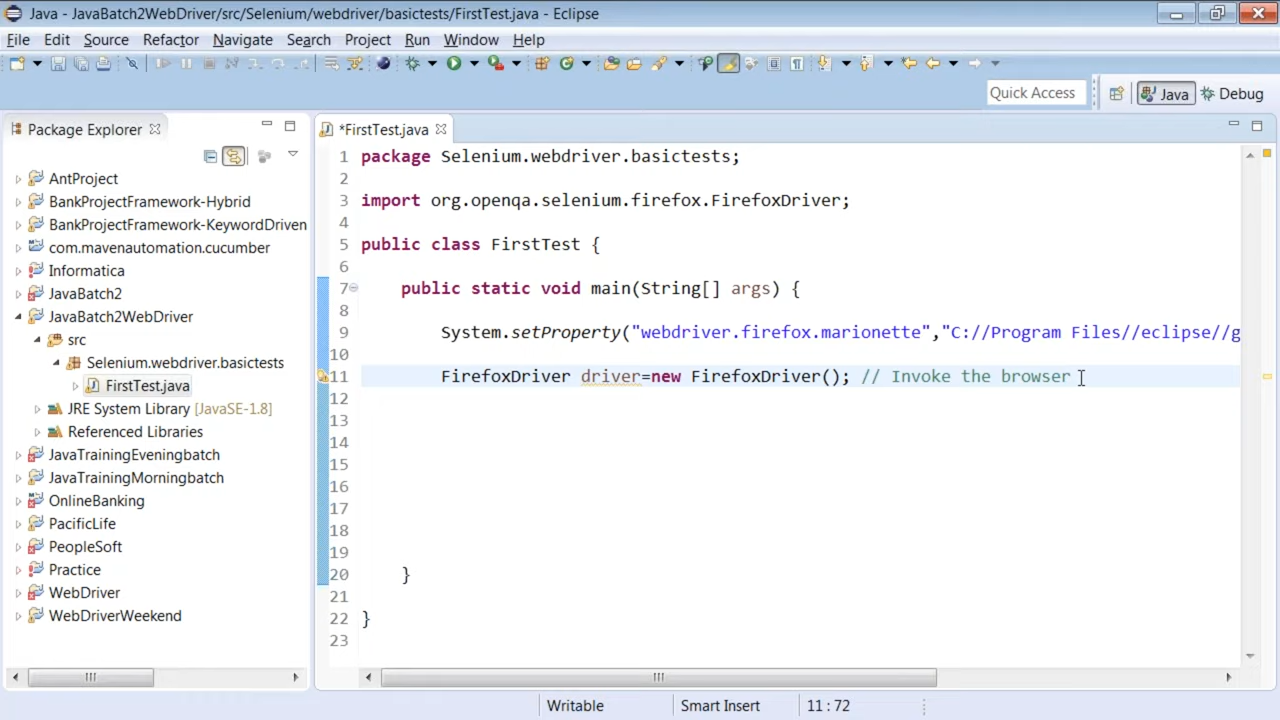 Java - JavaBatch2WebDriver/src/Selenium/webdriver/basictests/FirstTest.java - Eclipse
File Edit Source Refactor Navigate Search Project Run Window Help
Quick Access
Java
Debug
Package Explorer
AntProject
BankProjectFramework-Hybrid
BankProjectFramework-KeywordDriven
com.mavenautomation.cucumber
Informatica
JavaBatch2
JavaBatch2WebDriver
src
Selenium.webdriver.basictests
FirstTest.java
JRE System Library [JavaSE-1.8]
Referenced Libraries
JavaTrainingEveningbatch
JavaTrainingMorningbatch
OnlineBanking
PacificLife
PeopleSoft
Practice
WebDriver
WebDriverWeekend
*FirstTest.java
1 package Selenium.webdriver.basictests;
2
3 import org.openqa.selenium.firefox.FirefoxDriver;
4
5 public class FirstTest {
6
7 public static void main(String[] args) {
8
9 System.setProperty("webdriver.firefox.marionette","C://Program Files//eclipse//g
10
11 FirefoxDriver driver=new FirefoxDriver(); // Invoke the browser
12
13
14
15
16
17
18
19
20 }
21
22 }
23
Writable
Smart Insert
11 : 72